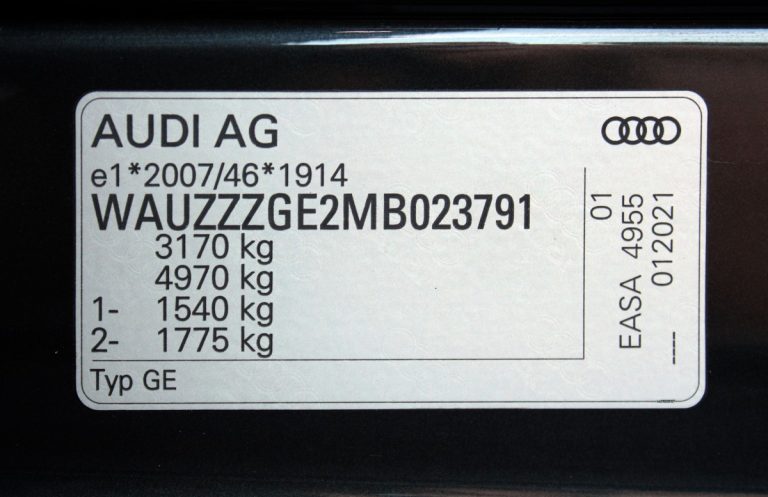 AUDI AG
e1*2007/46*1914
WAUZZZGE2MB023791
3170 kg
4970 kg
1- 1540 kg
2- 1775 kg
Typ GE
01
EASA 4955
012021
----